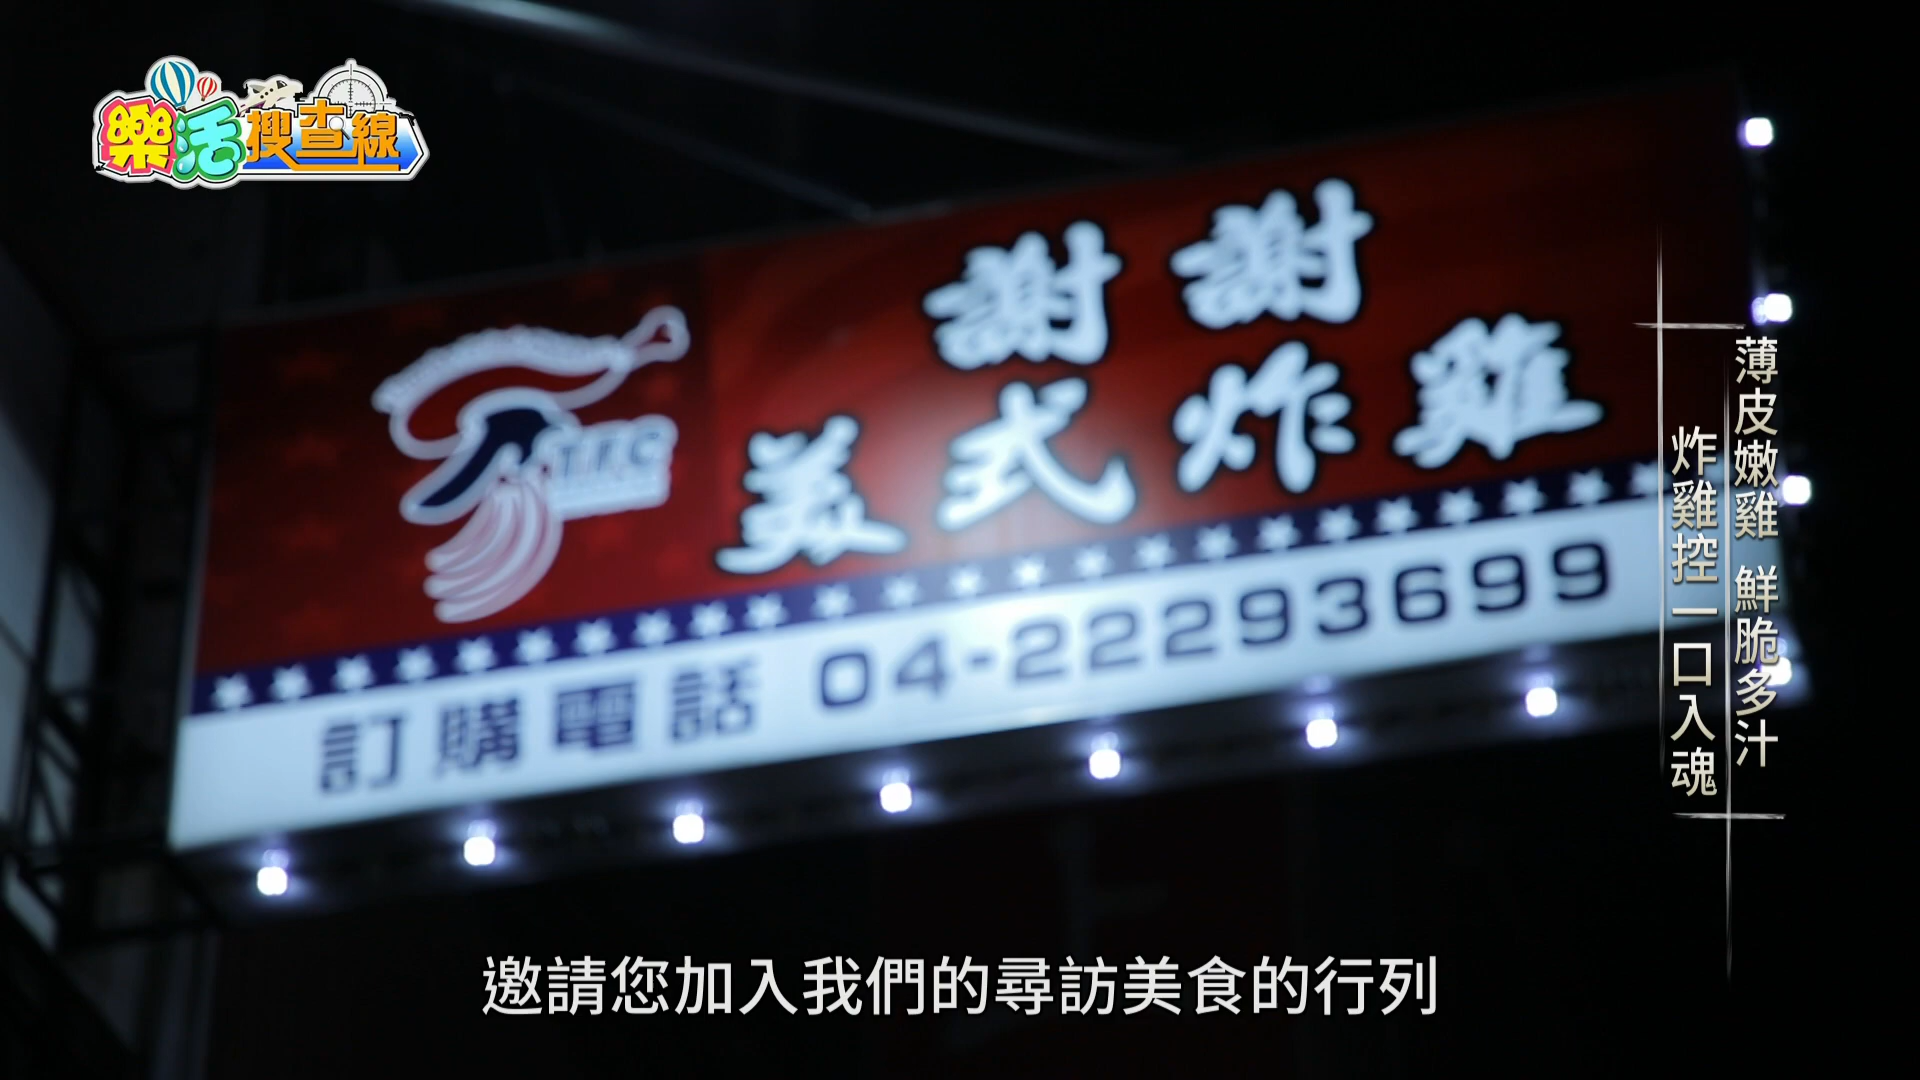 樂活搜查線
謝謝
美式炸雞
T.F.C
訂購電話 04-22293699
薄皮嫩雞 鮮脆多汁
炸雞控一口入魂
邀請您加入我們的尋訪美食的行列